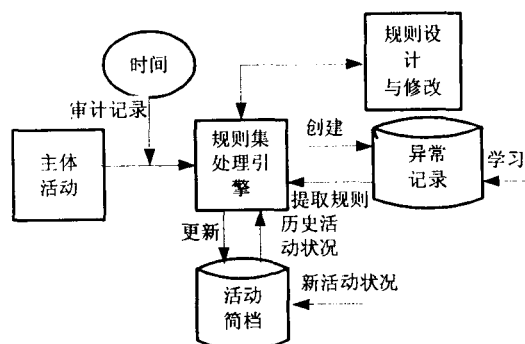 时间
规则设
计
与修改
审计记录
主体
活动
规则集
处理引
擎
创建
异常
记录
学习
提取规则
更新
历史活
动状况
活动
简档
新活动状况